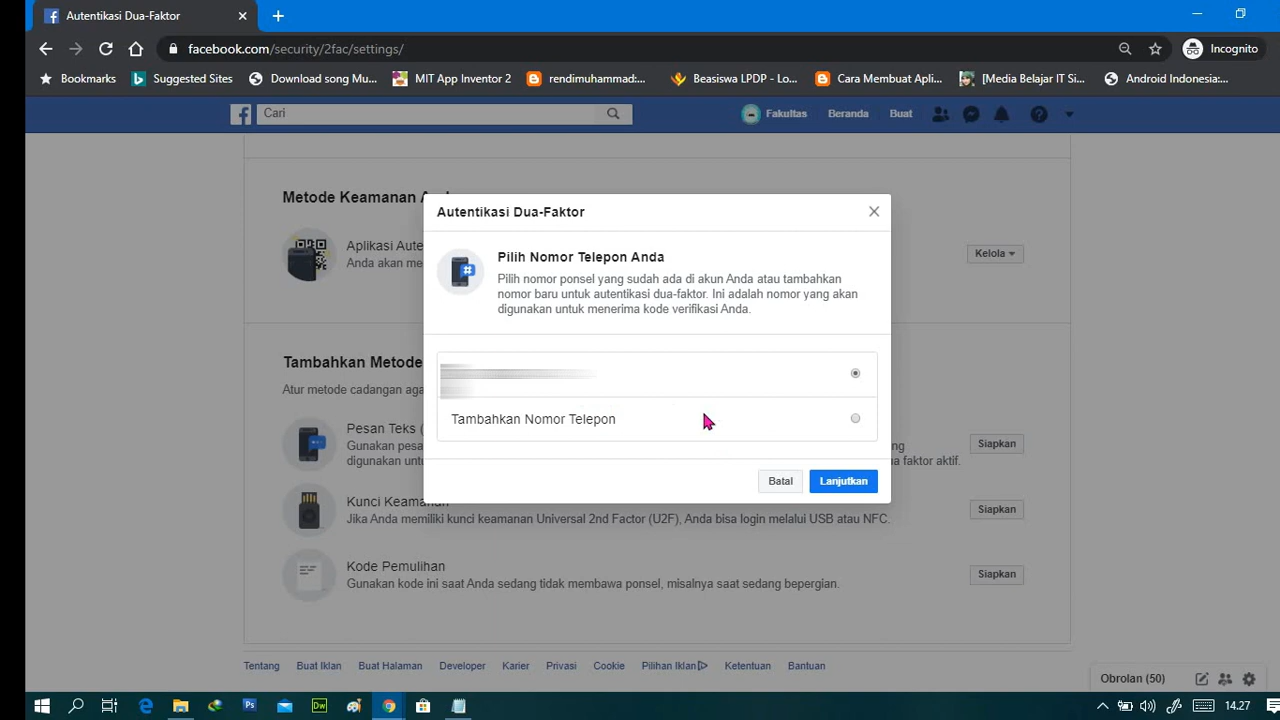 Autentikasi Dua-Faktor
facebook.com/security/2fac/settings/
Incognito
Bookmarks
Suggested Sites
Download song Mu...
MIT App Inventor 2
rendimuhammad:...
Beasiswa LPDP - Lo...
Cara Membuat Apli...
[Media Belajar IT Si...
Android Indonesia:...
Cari
Fakultas
Beranda
Buat
Metode Keamanan A
Autentikasi Dua-Faktor
Aplikasi Aute
Anda akan me
Kelola
Pilih Nomor Telepon Anda
Pilih nomor ponsel yang sudah ada di akun Anda atau tambahkan
nomor baru untuk autentikasi dua-faktor. Ini adalah nomor yang akan
digunakan untuk menerima kode verifikasi Anda.
Tambahkan Nomor Telepon
Batal
Lanjutkan
Tambahkan Metode
Atur metode cadangan aga
Pesan Teks (
Gunakan pesa
ng
digunakan untu
a faktor aktif.
Siapkan
Kunci Keamanan
Jika Anda memiliki kunci keamanan Universal 2nd Factor (U2F), Anda bisa login melalui USB atau NFC.
Siapkan
Kode Pemulihan
Gunakan kode ini saat Anda sedang tidak membawa ponsel, misalnya saat sedang bepergian.
Siapkan
Tentang
Buat Iklan
Buat Halaman
Developer
Karier
Privasi
Cookie
Pilihan Iklan
Ketentuan
Bantuan
Obrolan (50)
Ps
Dw
14.27